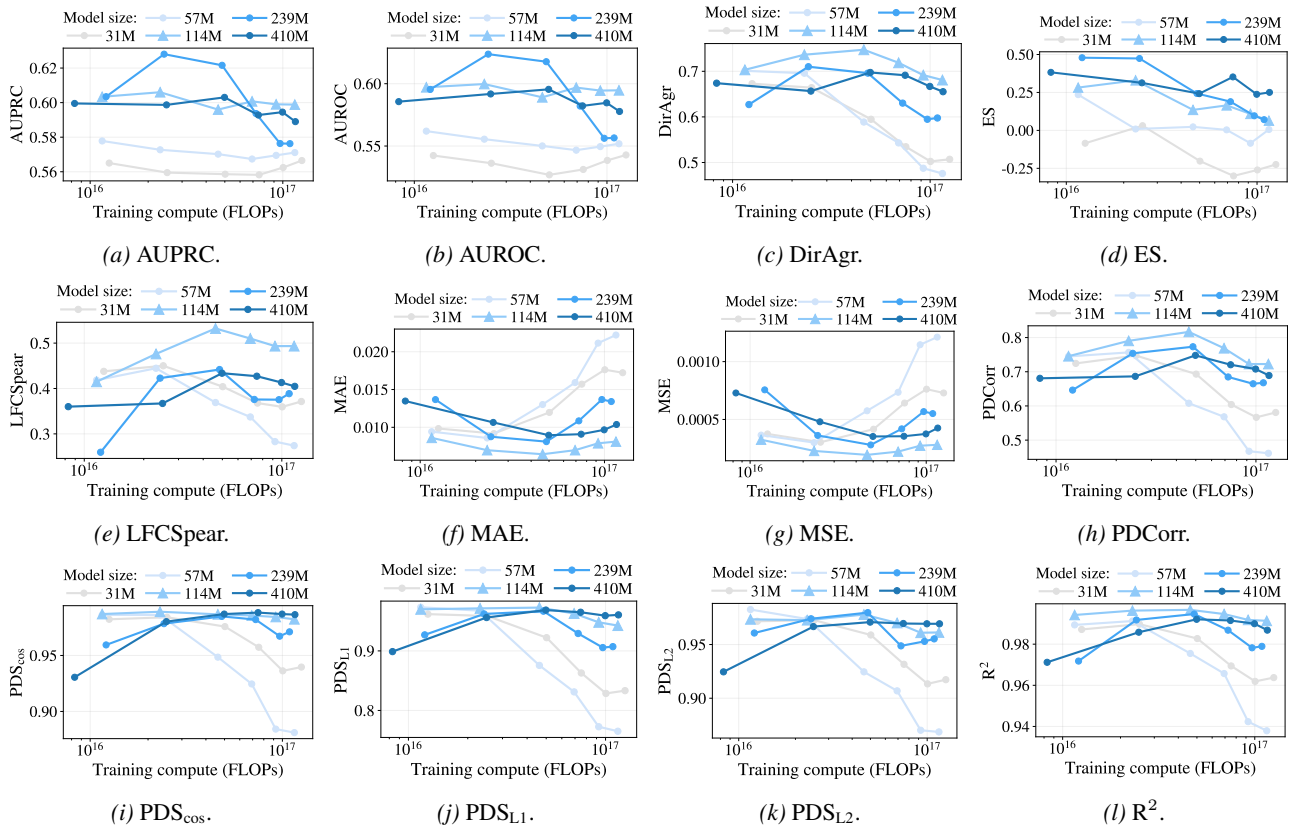 Model size: 57M 239M
31M 114M 410M
AUPRC
0.62
0.60
0.58
0.56
10^16 10^17
Training compute (FLOPs)
(a) AUPRC.
Model size: 57M 239M
31M 114M 410M
AUROC
0.60
0.55
10^16 10^17
Training compute (FLOPs)
(b) AUROC.
Model size: 57M 239M
31M 114M 410M
DirAgr
0.7
0.6
0.5
10^16 10^17
Training compute (FLOPs)
(c) DirAgr.
Model size: 57M 239M
31M 114M 410M
ES
0.50
0.25
0.00
-0.25
10^16 10^17
Training compute (FLOPs)
(d) ES.
Model size: 57M 239M
31M 114M 410M
LFCSpear
0.5
0.4
0.3
10^16 10^17
Training compute (FLOPs)
(e) LFCSpear.
Model size: 57M 239M
31M 114M 410M
MAE
0.020
0.015
0.010
10^16 10^17
Training compute (FLOPs)
(f) MAE.
Model size: 57M 239M
31M 114M 410M
MSE
0.0010
0.0005
10^16 10^17
Training compute (FLOPs)
(g) MSE.
Model size: 57M 239M
31M 114M 410M
PDCorr
0.8
0.7
0.6
0.5
10^16 10^17
Training compute (FLOPs)
(h) PDCorr.
Model size: 57M 239M
31M 114M 410M
PDS_cos
0.95
0.90
10^16 10^17
Training compute (FLOPs)
(i) PDS_cos.
Model size: 57M 239M
31M 114M 410M
PDS_L1
0.9
0.8
10^16 10^17
Training compute (FLOPs)
(j) PDS_L1.
Model size: 57M 239M
31M 114M 410M
PDS_L2
0.95
0.90
10^16 10^17
Training compute (FLOPs)
(k) PDS_L2.
Model size: 57M 239M
31M 114M 410M
R²
0.98
0.96
0.94
10^16 10^17
Training compute (FLOPs)
(l) R².